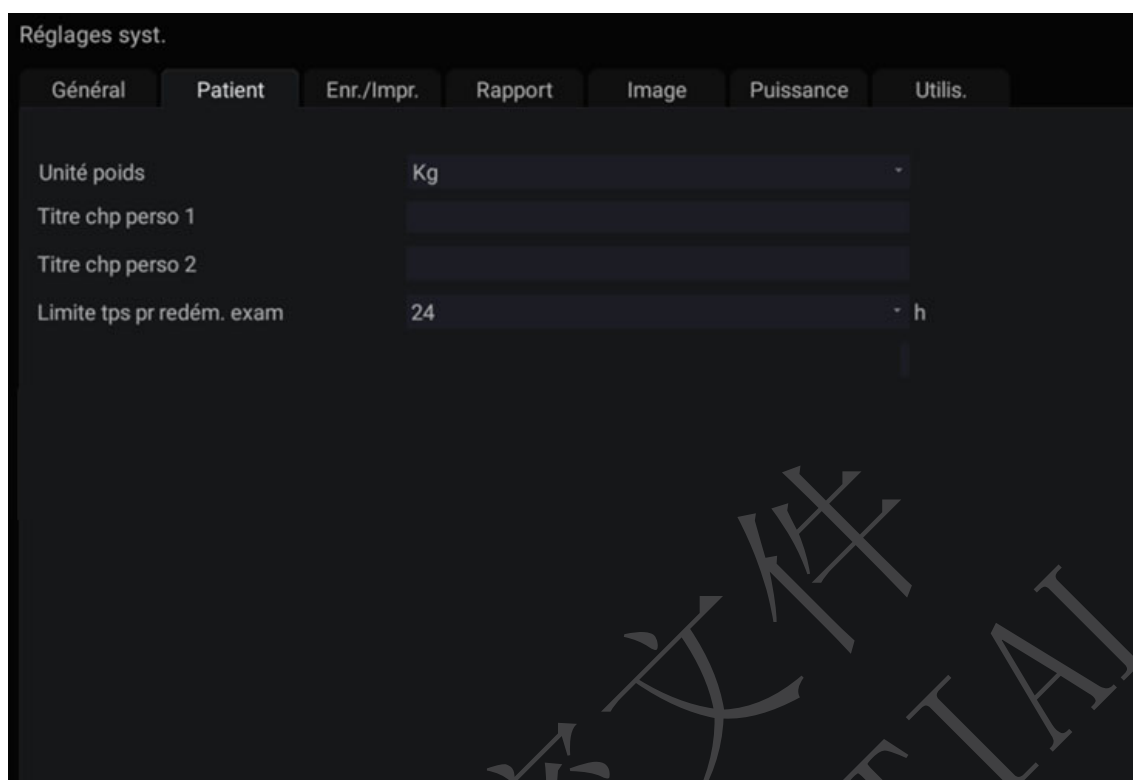 Réglages syst.
Général Patient Enr./Impr. Rapport Image Puissance Utilis.
Unité poids Kg
Titre chp perso 1
Titre chp perso 2
Limite tps pr redém. exam 24 h
文件
TIAL